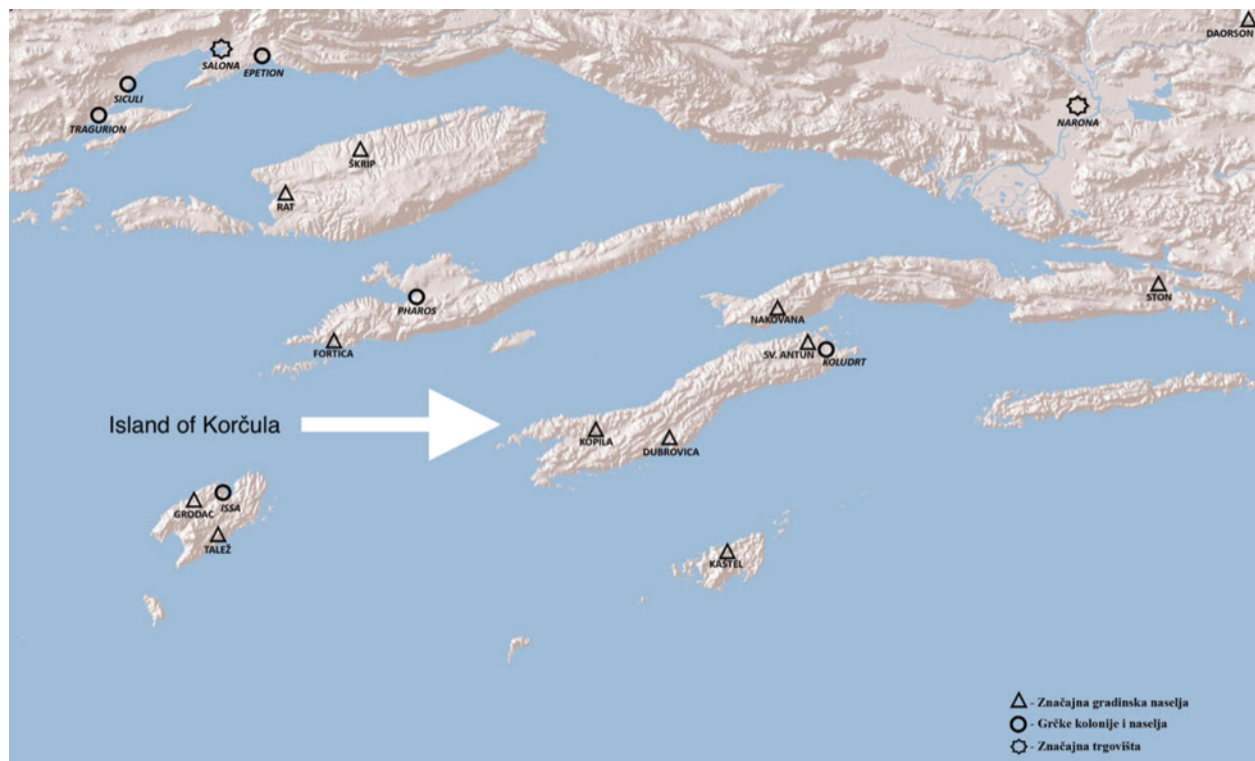 DAORSON
SALONA
EPETION
SICULI
TRAGURION
NARONA
ŠKRIP
RAT
PHAROS
STON
NAKOVANA
FORTICA
SV. ANTUN
KOLUDRT
Island of Korčula
KOPILA
DUBROVICA
GRODAC
ISSA
TALEŽ
KAŠTEL
- Značajna gradinska naselja
- Grčke kolonije i naselja
- Značajna trgovišta